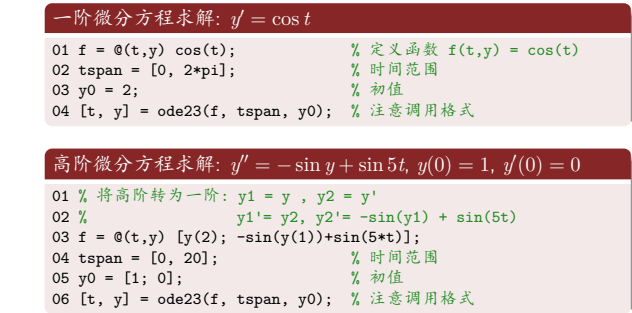 一阶微分方程求解: y′ = cos t
01 f = @(t,y) cos(t); % 定义函数 f(t,y) = cos(t)
02 tspan = [0, 2*pi]; % 时间范围
03 y0 = 2; % 初值
04 [t, y] = ode23(f, tspan, y0); % 注意调用格式
高阶微分方程求解: y′′ = − sin y + sin 5t, y(0) = 1, y′(0) = 0
01 % 将高阶转为一阶: y1 = y , y2 = y'
02 % y1'= y2, y2'= -sin(y1) + sin(5t)
03 f = @(t,y) [y(2); -sin(y(1))+sin(5*t)];
04 tspan = [0, 20]; % 时间范围
05 y0 = [1; 0]; % 初值
06 [t, y] = ode23(f, tspan, y0); % 注意调用格式